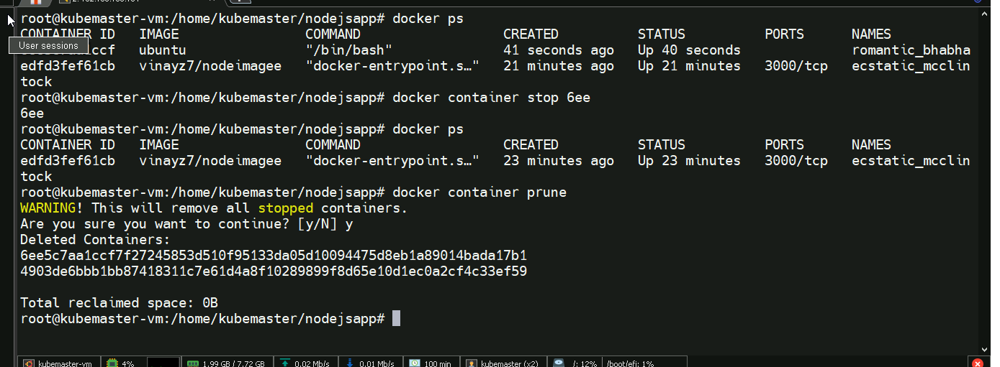 root@kubemaster-vm:/home/kubemaster/nodejsapp# docker ps
CONTAINER ID IMAGE COMMAND CREATED STATUS PORTS NAMES
User sessions
ccf ubuntu "/bin/bash" 41 seconds ago Up 40 seconds romantic_bhabha
edfd3fef61cb vinayz7/nodeimagee "docker-entrypoint.s…" 21 minutes ago Up 21 minutes 3000/tcp ecstatic_mcclin
tock
root@kubemaster-vm:/home/kubemaster/nodejsapp# docker container stop 6ee
6ee
root@kubemaster-vm:/home/kubemaster/nodejsapp# docker ps
CONTAINER ID IMAGE COMMAND CREATED STATUS PORTS NAMES
edfd3fef61cb vinayz7/nodeimagee "docker-entrypoint.s…" 23 minutes ago Up 23 minutes 3000/tcp ecstatic_mcclin
tock
root@kubemaster-vm:/home/kubemaster/nodejsapp# docker container prune
WARNING! This will remove all stopped containers.
Are you sure you want to continue? [y/N] y
Deleted Containers:
6ee5c7aa1ccf7f27245853d510f95133da05d10094475d8eb1a89014bada17b1
4903de6bbb1bb87418311c7e61d4a8f10289899f8d65e10d1ec0a2cf4c33ef59
Total reclaimed space: 0B
root@kubemaster-vm:/home/kubemaster/nodejsapp#
kubemaster-vm 4% 1.99 GB / 7.72 GB 0.02 Mb/s 0.01 Mb/s 100 min kubemaster (x2) /: 12% /boot/efi: 1%